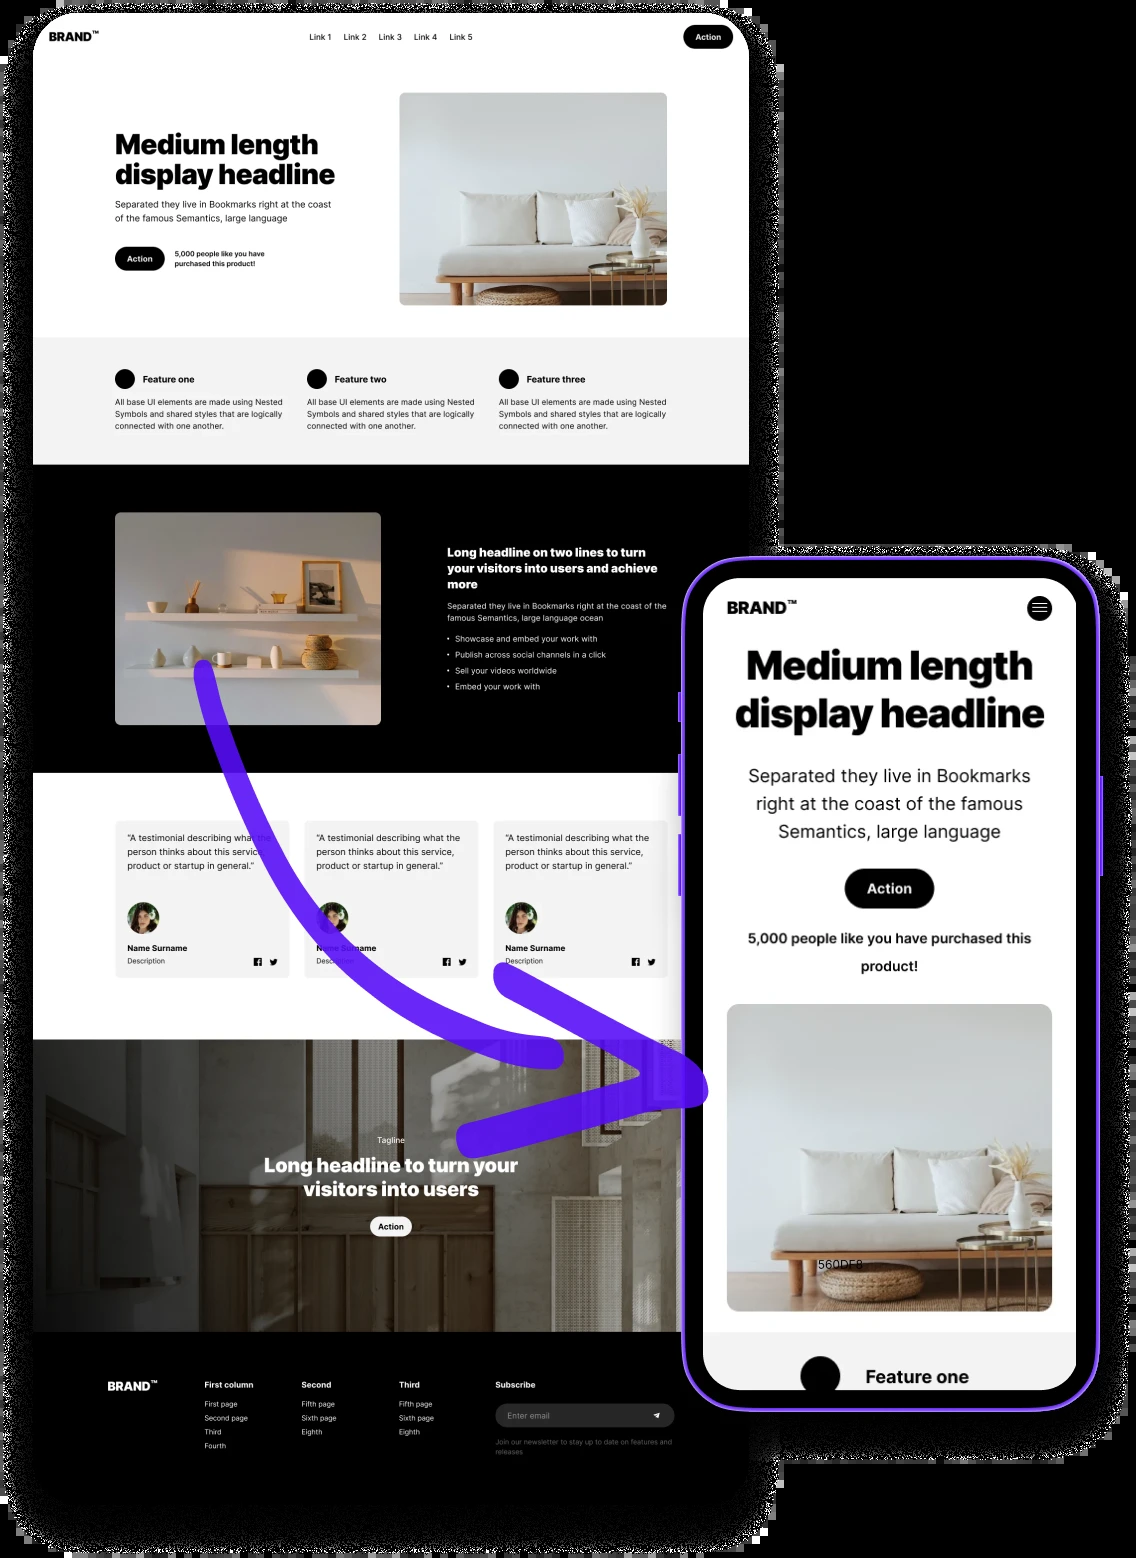 BRAND™
Link 1 Link 2 Link 3 Link 4 Link 5
Action
Medium length
display headline
Separated they live in Bookmarks right at the coast
of the famous Semantics, large language
Action
5,000 people like you have
purchased this product!
Feature one
All base UI elements are made using Nested
Symbols and shared styles that are logically
connected with one another.
Feature two
All base UI elements are made using Nested
Symbols and shared styles that are logically
connected with one another.
Feature three
All base UI elements are made using Nested
Symbols and shared styles that are logically
connected with one another.
Long headline on two lines to turn
your visitors into users and achieve
more
Separated they live in Bookmarks right at the coast of the
famous Semantics, large language ocean
• Showcase and embed your work with
• Publish across social channels in a click
• Sell your videos worldwide
• Embed your work with
"A testimonial describing what the
person thinks about this service,
product or startup in general."
Name Surname
Description
"A testimonial describing what the
person thinks about this service,
product or startup in general."
Name Surname
Description
"A testimonial describing what the
person thinks about this service,
product or startup in general."
Name Surname
Description
Tagline
Long headline to turn your
visitors into users
Action
BRAND™
First column
First page
Second page
Third
Fourth
Second
Fifth page
Sixth page
Eighth
Third
Fifth page
Sixth page
Eighth
Subscribe
Enter email
Join our newsletter to stay up to date on features and
releases
BRAND™
Medium length
display headline
Separated they live in Bookmarks
right at the coast of the famous
Semantics, large language
Action
5,000 people like you have purchased this
product!
560DF8
Feature one